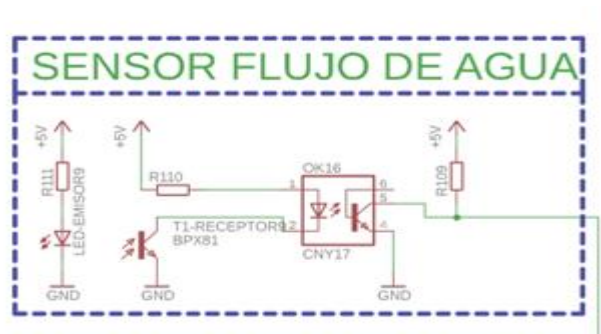 SENSOR FLUJO DE AGUA
+5V
R111
LED-EMISOR9
GND
+5V
R110
T1-RECEPTOR9
BPX81
GND
OK16
1
2
6
5
4
CNY17
GND
+5V
R109